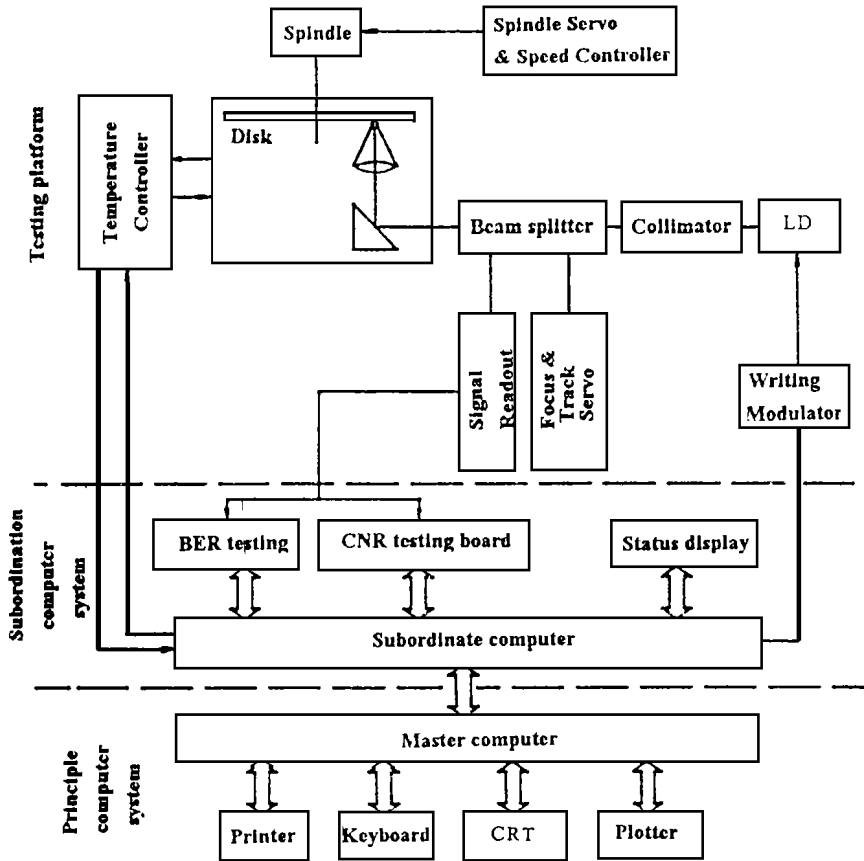 Spindle
Spindle Servo
& Speed Controller
Testing platform
Temperature
Controller
Disk
Beam splitter
Collimator
LD
Signal
Readout
Focus &
Track
Servo
Writing
Modulator
Subordination
computer
system
BER testing
CNR testing board
Status display
Subordinate computer
Principle
computer
system
Master computer
Printer
Keyboard
CRT
Plotter